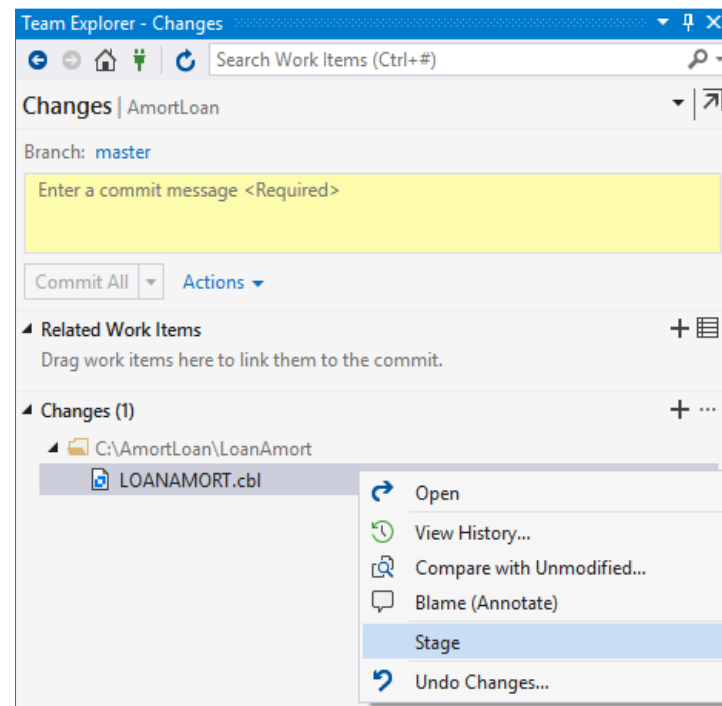 Team Explorer - Changes
Search Work Items (Ctrl+#)
Changes | AmortLoan
Branch: master
Enter a commit message <Required>
Commit All
Actions
Related Work Items
Drag work items here to link them to the commit.
Changes (1)
C:\AmortLoan\LoanAmort
LOANAMORT.cbl
Open
View History...
Compare with Unmodified...
Blame (Annotate)
Stage
Undo Changes...